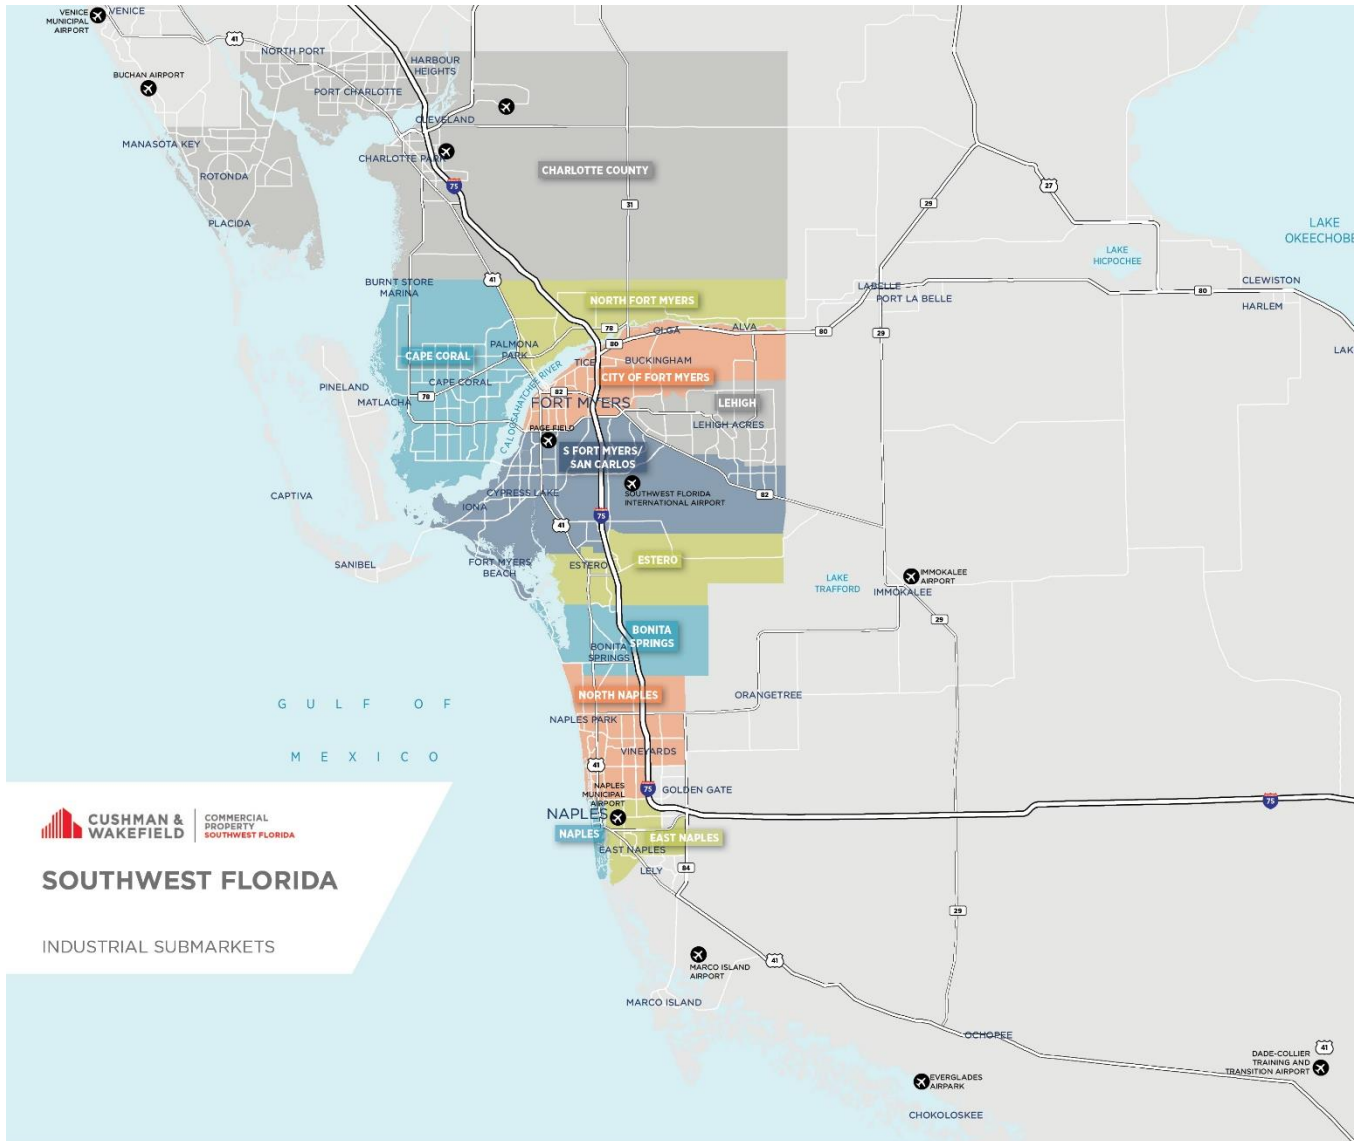 VENICE
MUNICIPAL
AIRPORT
VENICE
41
NORTH PORT
HARBOUR
HEIGHTS
BUCHAN AIRPORT
PORT CHARLOTTE
CLEVELAND
MANASOTA KEY
CHARLOTTE PARK
CHARLOTTE COUNTY
ROTONDA
75
27
31
29
PLACIDA
LAKE
OKEECHOBE
LAKE
HICPOCHEE
BURNT STORE
MARINA
41
CLEWISTON
LABELLE
PORT LA BELLE
80
HARLEM
NORTH FORT MYERS
78
OLGA
ALVA
80
29
80
PALMONA
PARK
CAPE CORAL
TICE
BUCKINGHAM
LAK
CITY OF FORT MYERS
PINELAND
CAPE CORAL
CALOOSAHATCHEE RIVER
82
MATLACHA
78
FORT MYERS
LEHIGH
PAGE FIELD
LEHIGH ACRES
S FORT MYERS/
SAN CARLOS
CAPTIVA
CYPRESS LAKE
SOUTHWEST FLORIDA
INTERNATIONAL AIRPORT
82
IONA
75
41
SANIBEL
FORT MYERS
BEACH
ESTERO
ESTERO
LAKE
TRAFFORD
IMMOKALEE
AIRPORT
IMMOKALEE
29
BONITA
SPRINGS
BONITA
SPRINGS
NORTH NAPLES
ORANGETREE
GULF OF
MEXICO
NAPLES PARK
VINEYARDS
41
NAPLES
MUNICIPAL
AIRPORT
75
GOLDEN GATE
75
NAPLES
NAPLES
EAST NAPLES
EAST NAPLES
LELY
84
29
CUSHMAN &
WAKEFIELD
COMMERCIAL
PROPERTY
SOUTHWEST FLORIDA
SOUTHWEST FLORIDA
INDUSTRIAL SUBMARKETS
MARCO ISLAND
AIRPORT
41
MARCO ISLAND
OCHOPEE
41
DADE-COLLIER
TRAINING AND
TRANSITION AIRPORT
EVERGLADES
AIRPARK
CHOKOLOSKEE